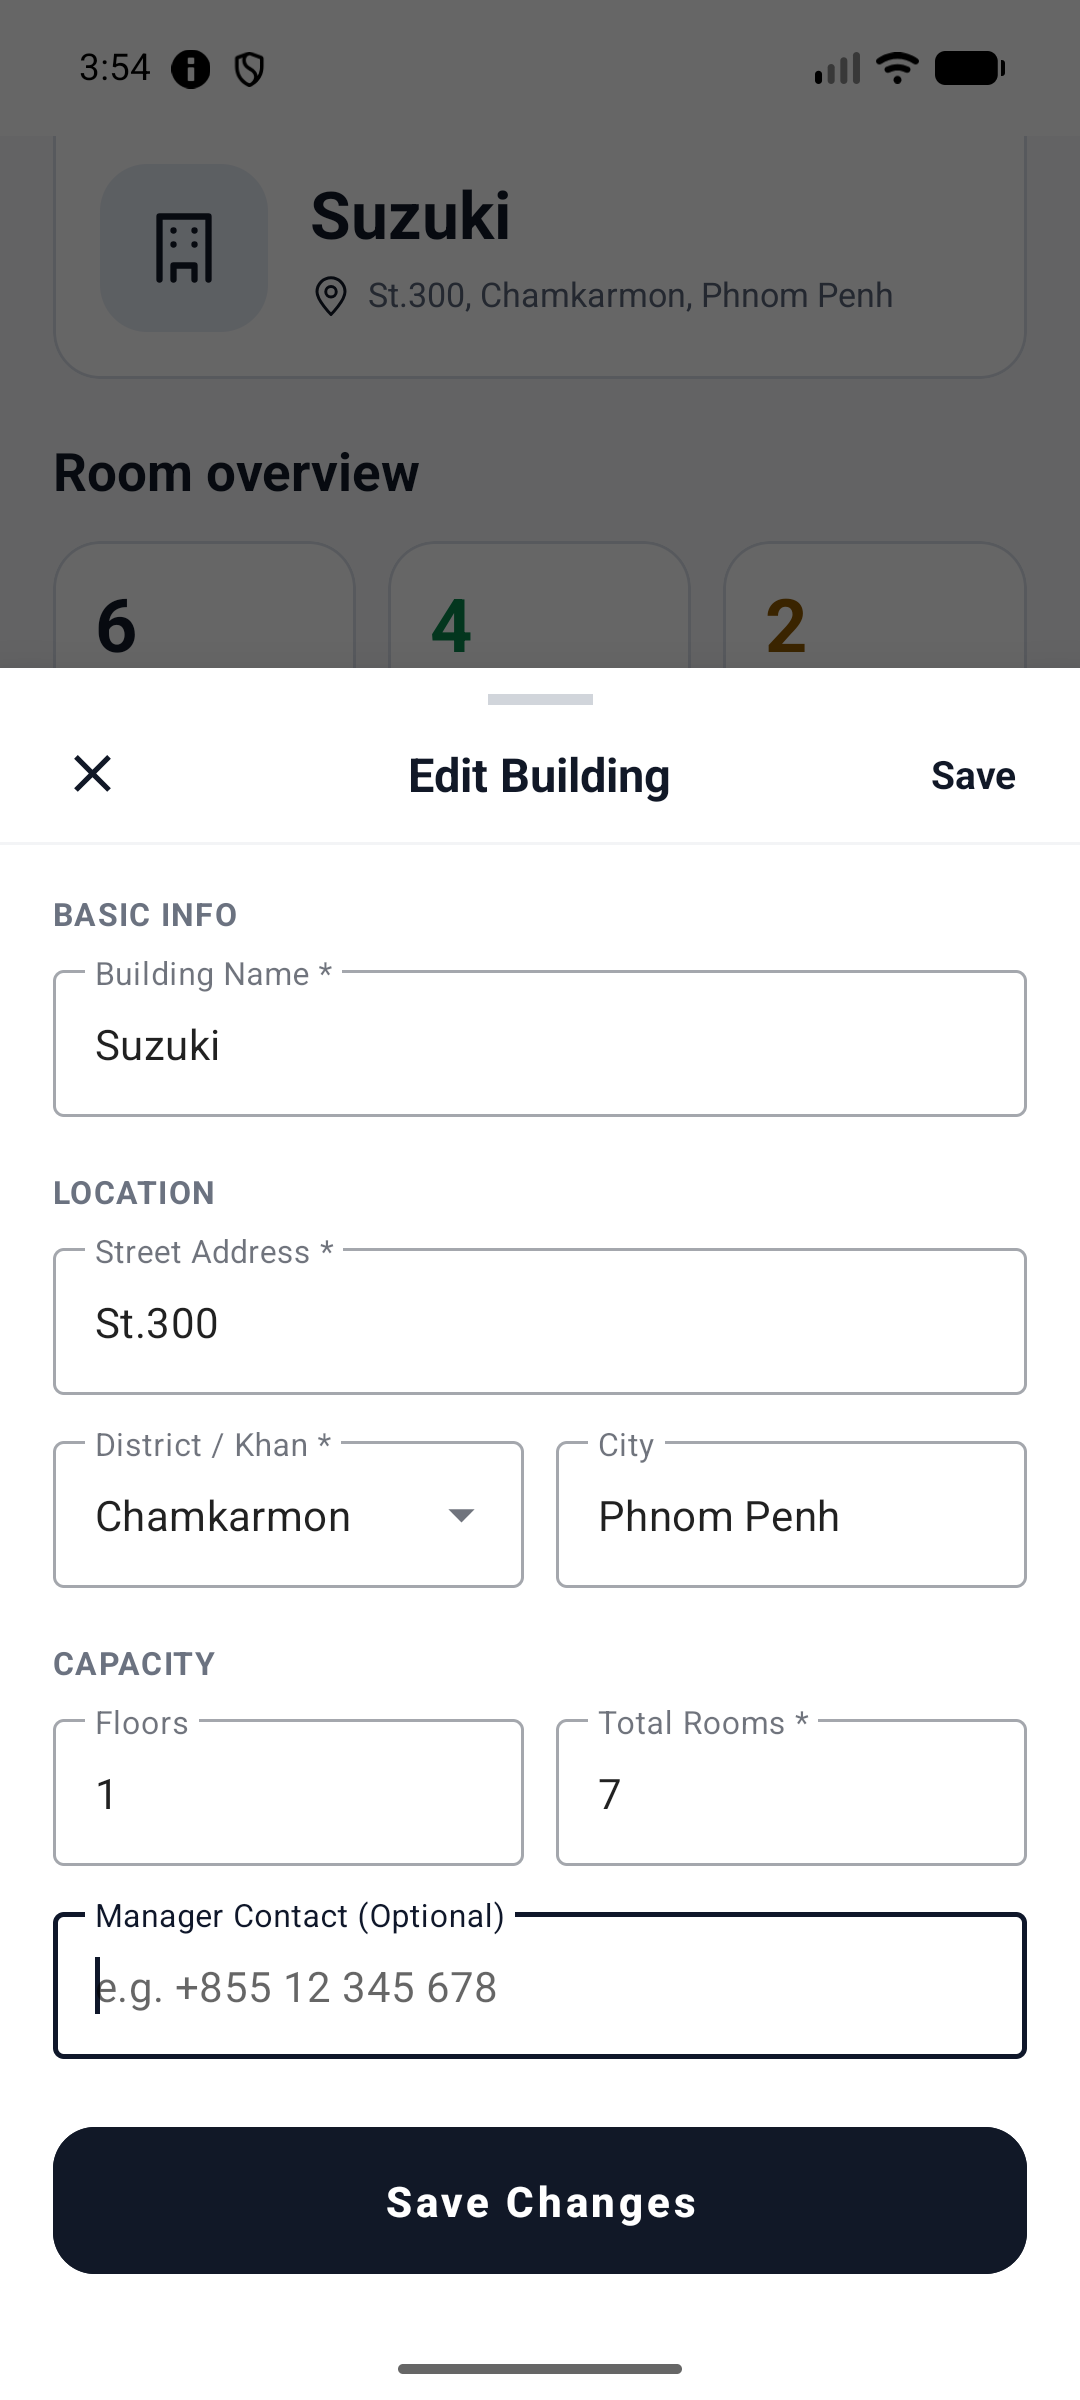 3:54
Suzuki
St.300, Chamkarmon, Phnom Penh
Room overview
6 4 2
Edit Building
Save
BASIC INFO
Building Name *
Suzuki
LOCATION
Street Address *
St.300
District / Khan * City
Chamkarmon Phnom Penh
CAPACITY
Floors Total Rooms *
1 7
Manager Contact (Optional)
e.g. +855 12 345 678
Save Changes